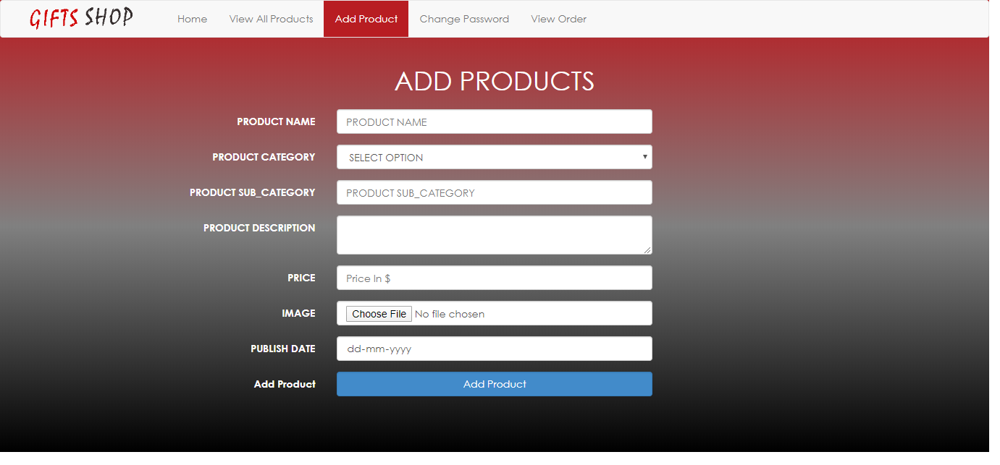 GIFTS SHOP Home View All Products Add Product Change Password View Order
ADD PRODUCTS
PRODUCT NAME PRODUCT NAME
PRODUCT CATEGORY SELECT OPTION
PRODUCT SUB_CATEGORY PRODUCT SUB_CATEGORY
PRODUCT DESCRIPTION
PRICE Price In $
IMAGE Choose File No file chosen
PUBLISH DATE dd-mm-yyyy
Add Product Add Product